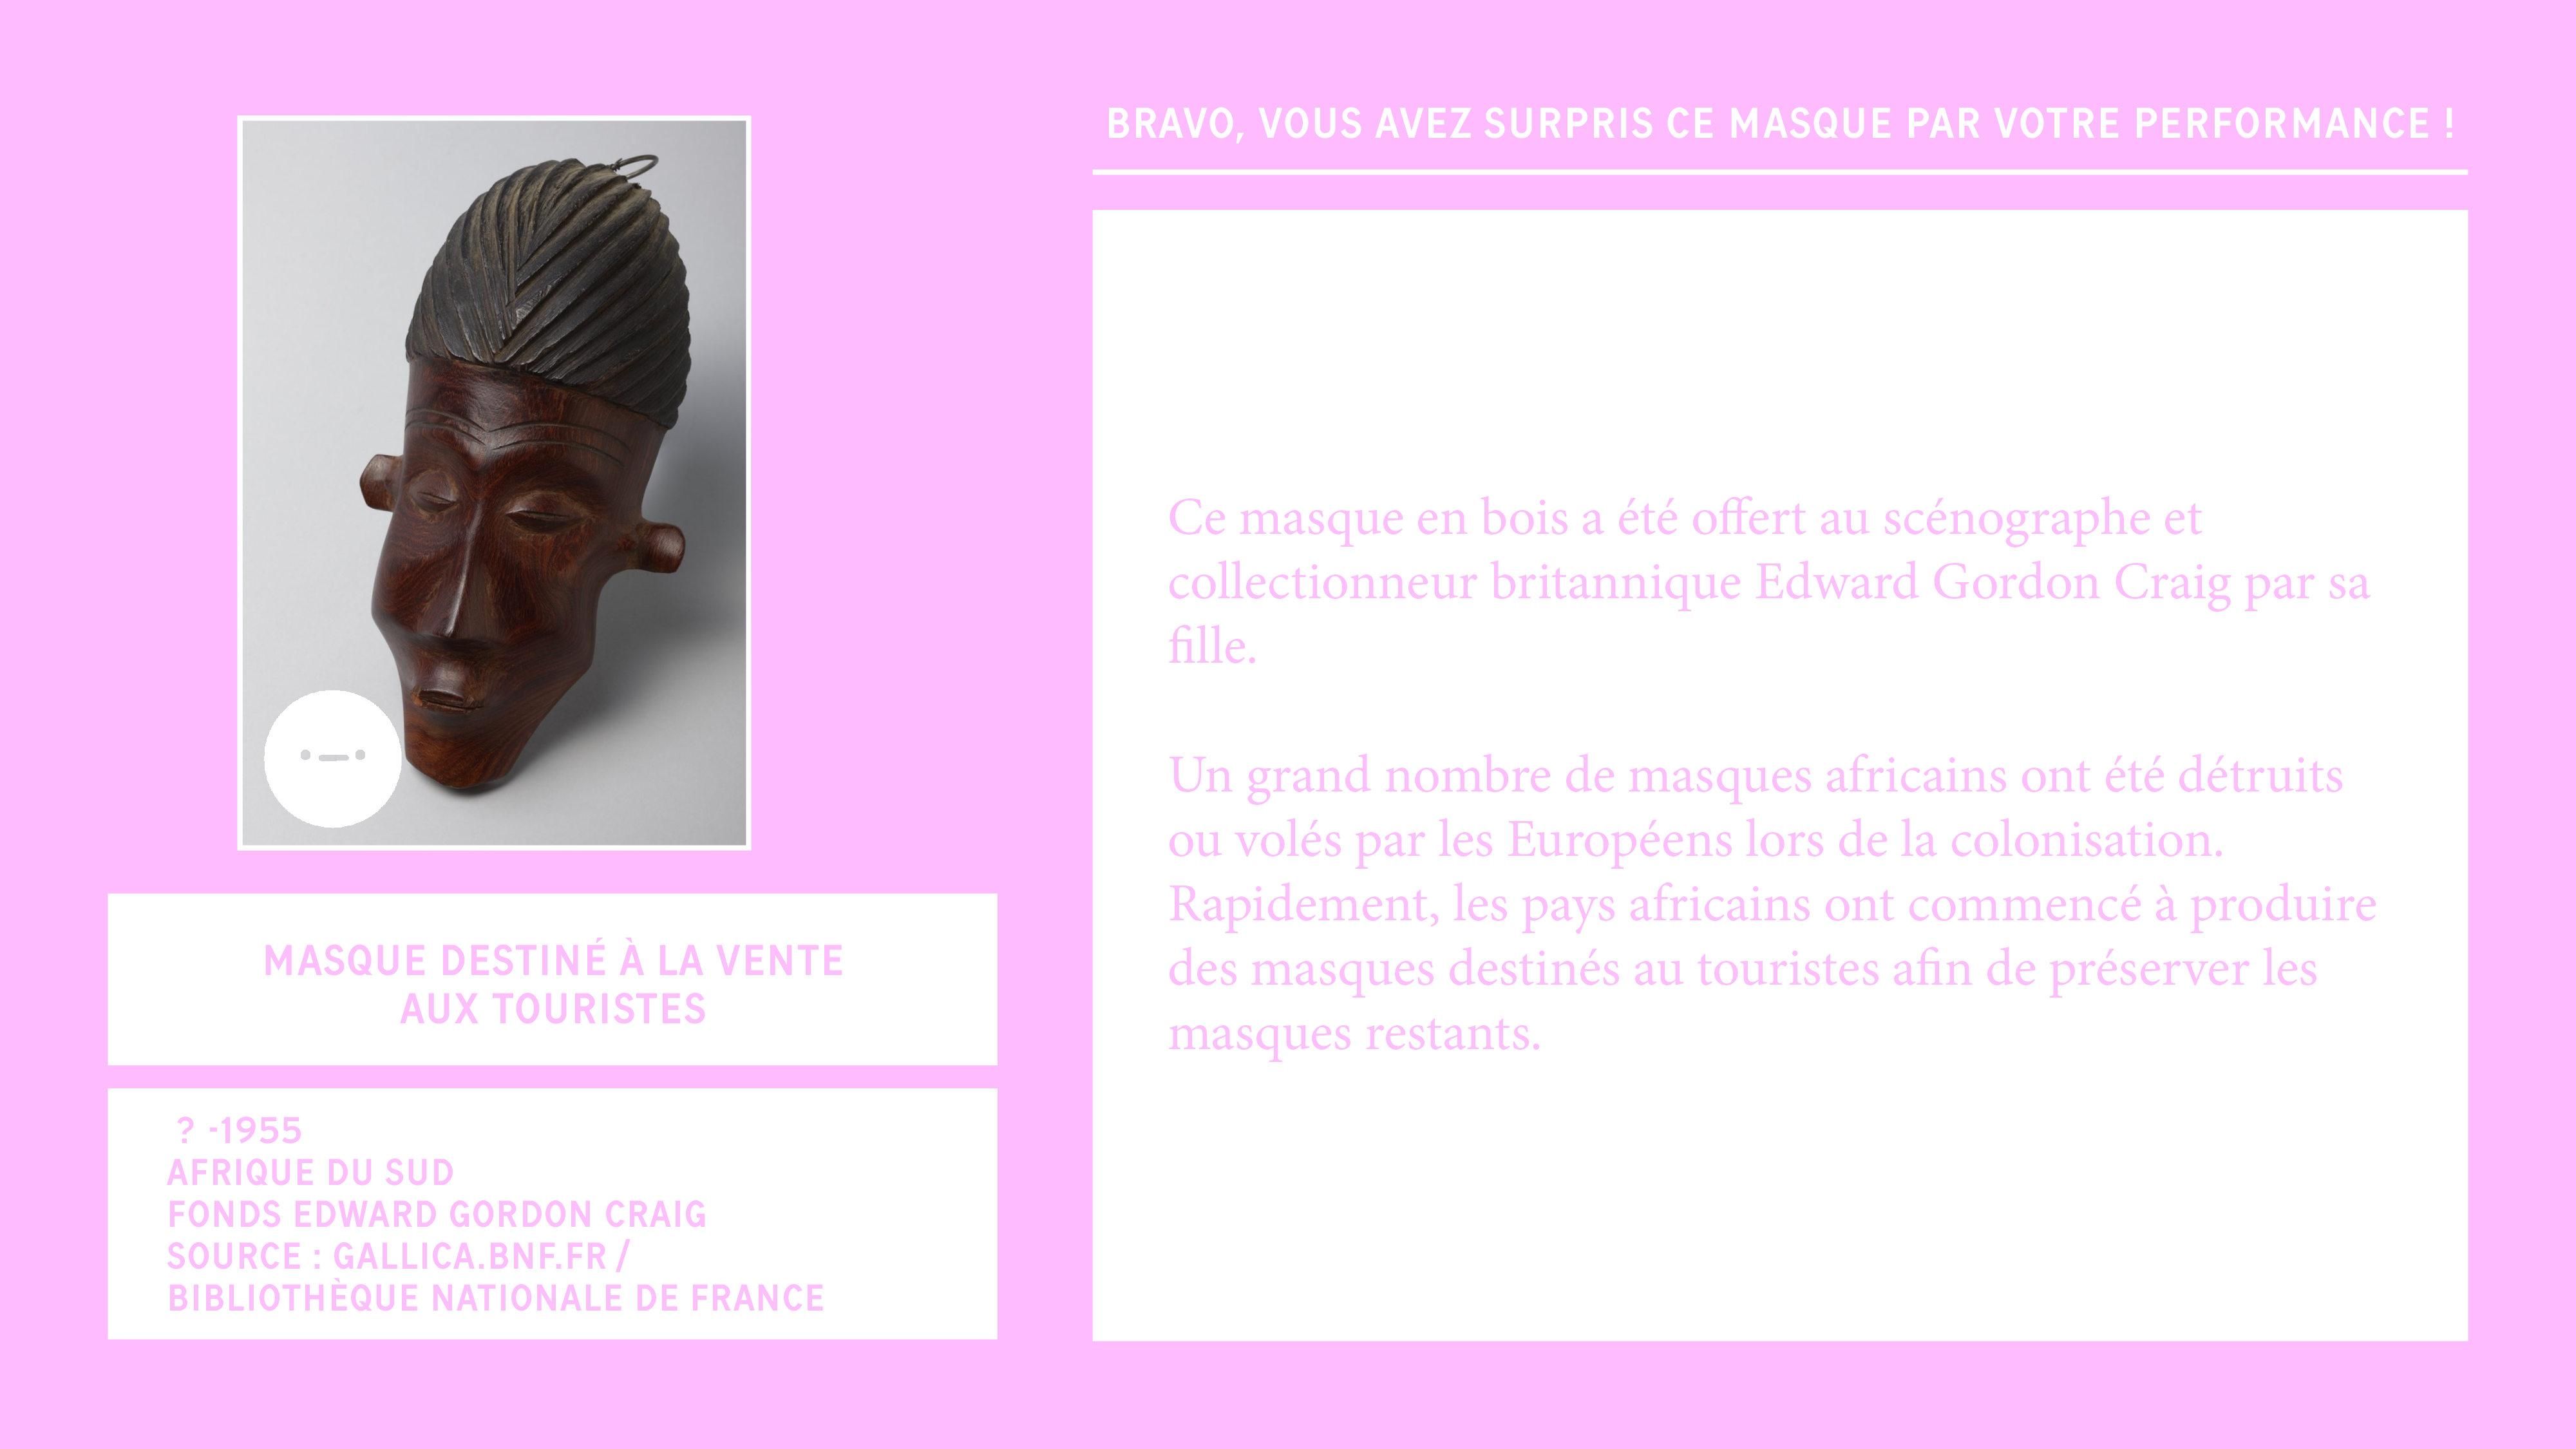 BRAVO, VOUS AVEZ SURPRIS CE MASQUE PAR VOTRE PERFORMANCE !
MASQUE DESTINÉ À LA VENTE
AUX TOURISTES
? -1955
AFRIQUE DU SUD
FONDS EDWARD GORDON CRAIG
SOURCE : GALLICA.BNF.FR /
BIBLIOTHÈQUE NATIONALE DE FRANCE
Ce masque en bois a été offert au scénographe et
collectionneur britannique Edward Gordon Craig par sa
fille.
Un grand nombre de masques africains ont été détruits
ou volés par les Européens lors de la colonisation.
Rapidement, les pays africains ont commencé à produire
des masques destinés au touristes afin de préserver les
masques restants.